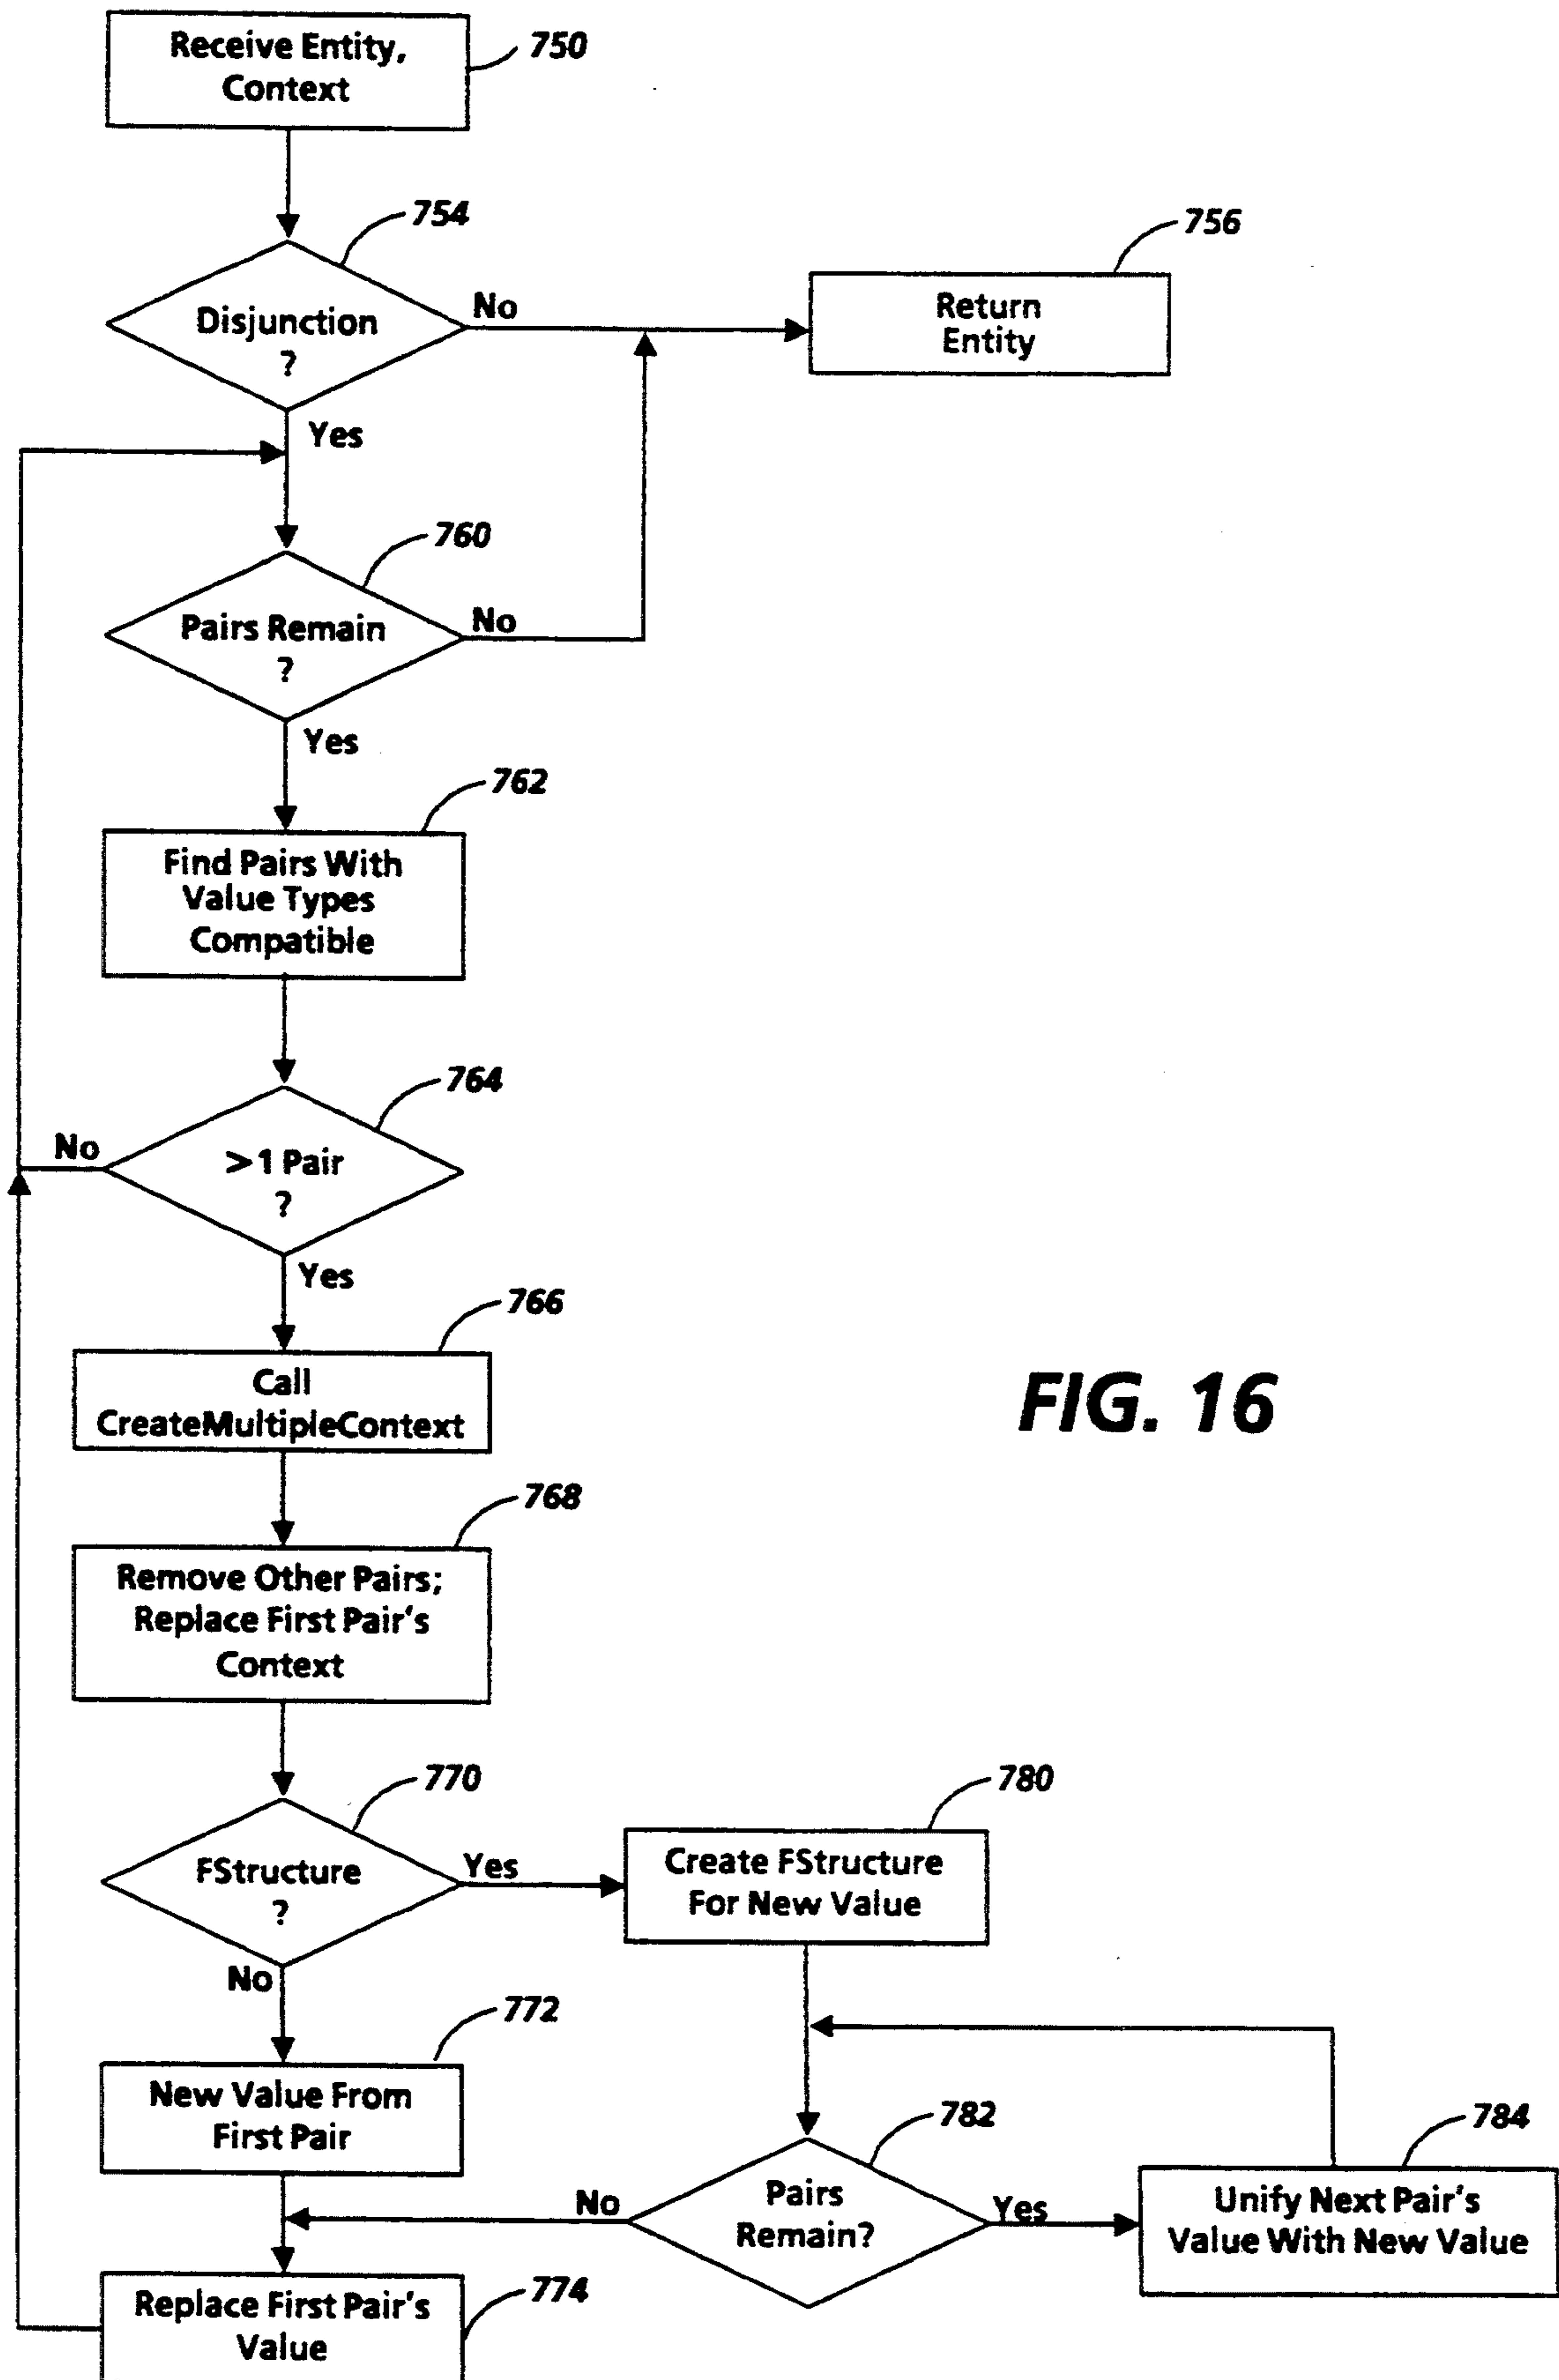 Receive Entity,
Context
750
754
Disjunction
?
No
Yes
756
Return
Entity
760
Pairs Remain
?
No
Yes
762
Find Pairs With
Value Types
Compatible
764
>1 Pair
?
No
Yes
766
Call
CreateMultipleContext
FIG. 16
768
Remove Other Pairs;
Replace First Pair's
Context
770
FStructure
?
Yes
No
780
Create FStructure
For New Value
772
New Value From
First Pair
782
Pairs
Remain?
No
Yes
784
Unify Next Pair's
Value With New Value
774
Replace First Pair's
Value